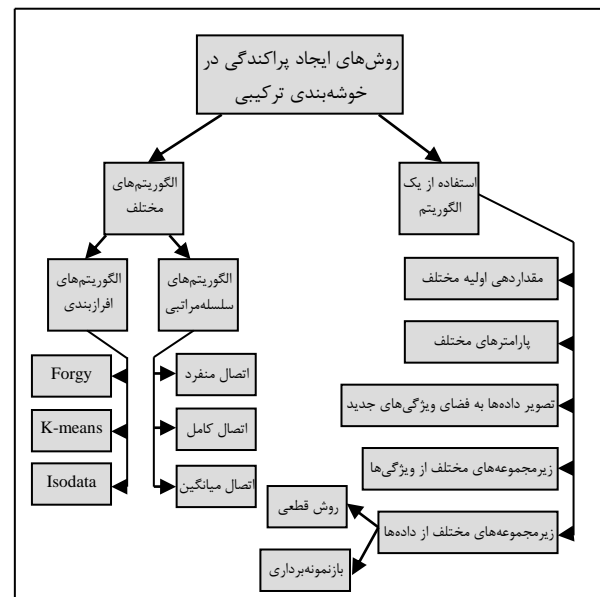 روش‌های ایجاد پراکندگی در
خوشه‌بندی ترکیبی
استفاده از یک
الگوریتم
مقداردهی اولیه مختلف
پارامترهای مختلف
تصویر داده‌ها به فضای ویژگی‌های جدید
زیرمجموعه‌های مختلف از ویژگی‌ها
زیرمجموعه‌های مختلف از داده‌ها
روش قطعی
بازنمونه‌برداری
الگوریتم‌های
مختلف
الگوریتم‌های
سلسله‌مراتبی
اتصال منفرد
اتصال کامل
اتصال میانگین
الگوریتم‌های
افرازبندی
Forgy
K-means
Isodata